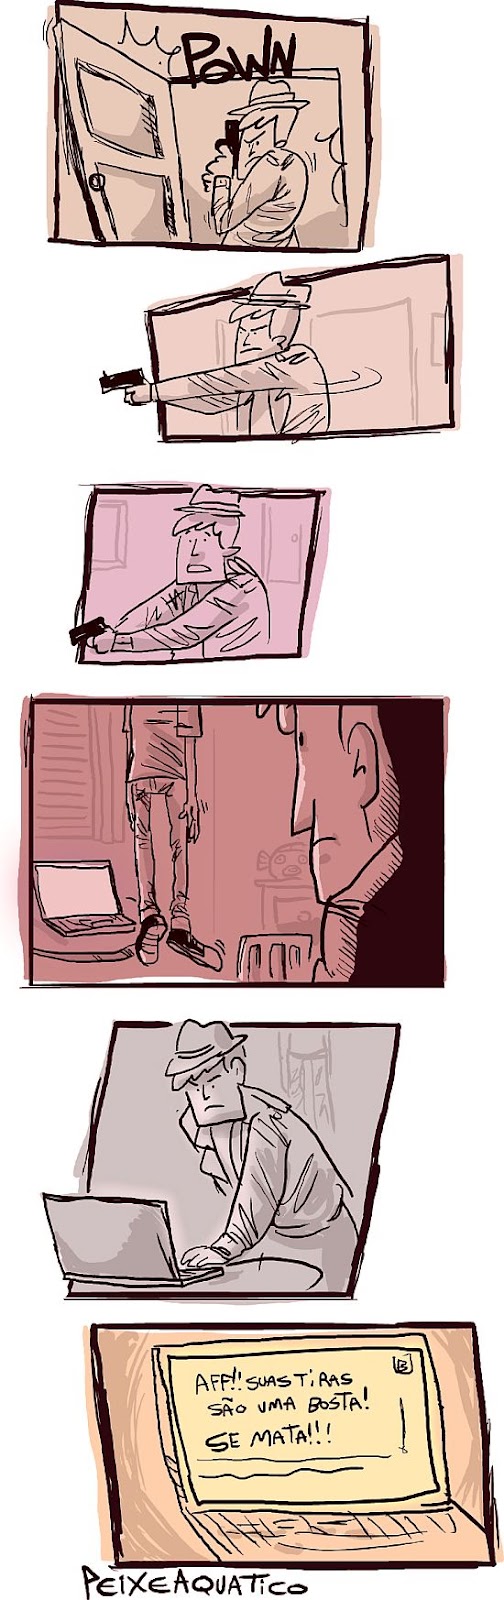 POWN
AFF!! SUAS TIRAS
SÃO UMA BOSTA!
SE MATA!!!
B
PEIXEAQUATICO